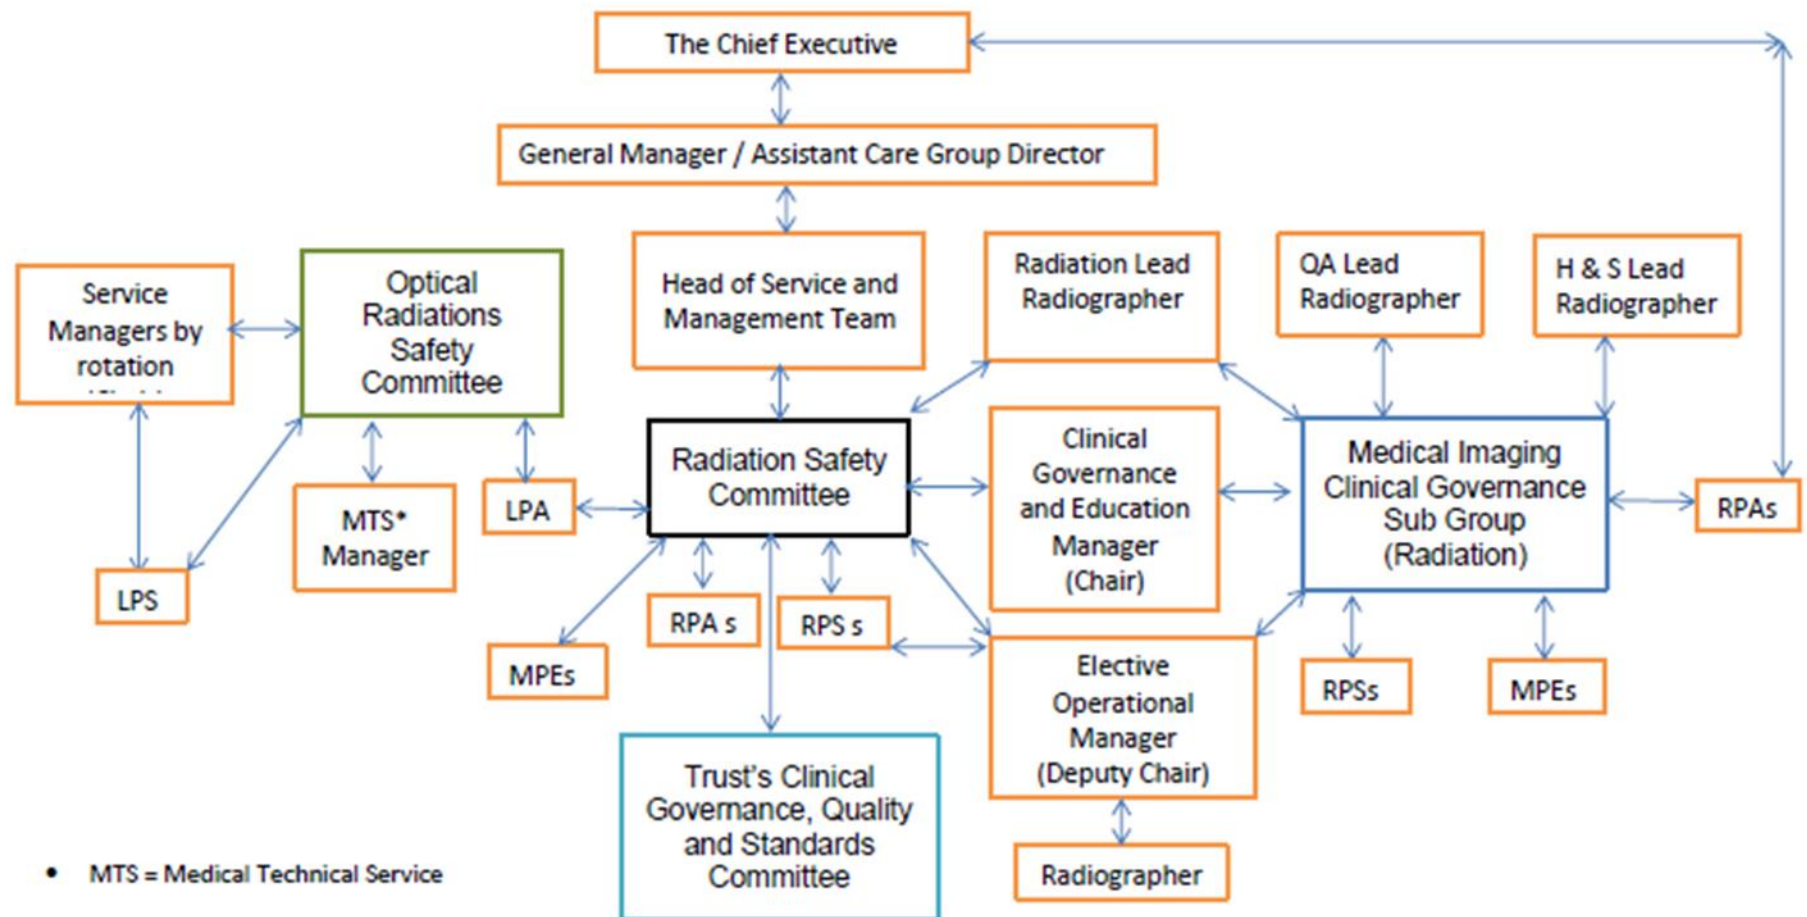 The Chief Executive
General Manager / Assistant Care Group Director
Service
Managers by
rotation
Optical
Radiations
Safety
Committee
Head of Service and
Management Team
Radiation Lead
Radiographer
QA Lead
Radiographer
H & S Lead
Radiographer
Radiation Safety
Committee
Clinical
Governance
and Education
Manager
(Chair)
Medical Imaging
Clinical Governance
Sub Group
(Radiation)
RPAs
MTS*
Manager
LPA
LPS
MPEs
RPA s
RPS s
Elective
Operational
Manager
(Deputy Chair)
RPSs
MPEs
Trust's Clinical
Governance, Quality
and Standards
Committee
Radiographer
• MTS = Medical Technical Service